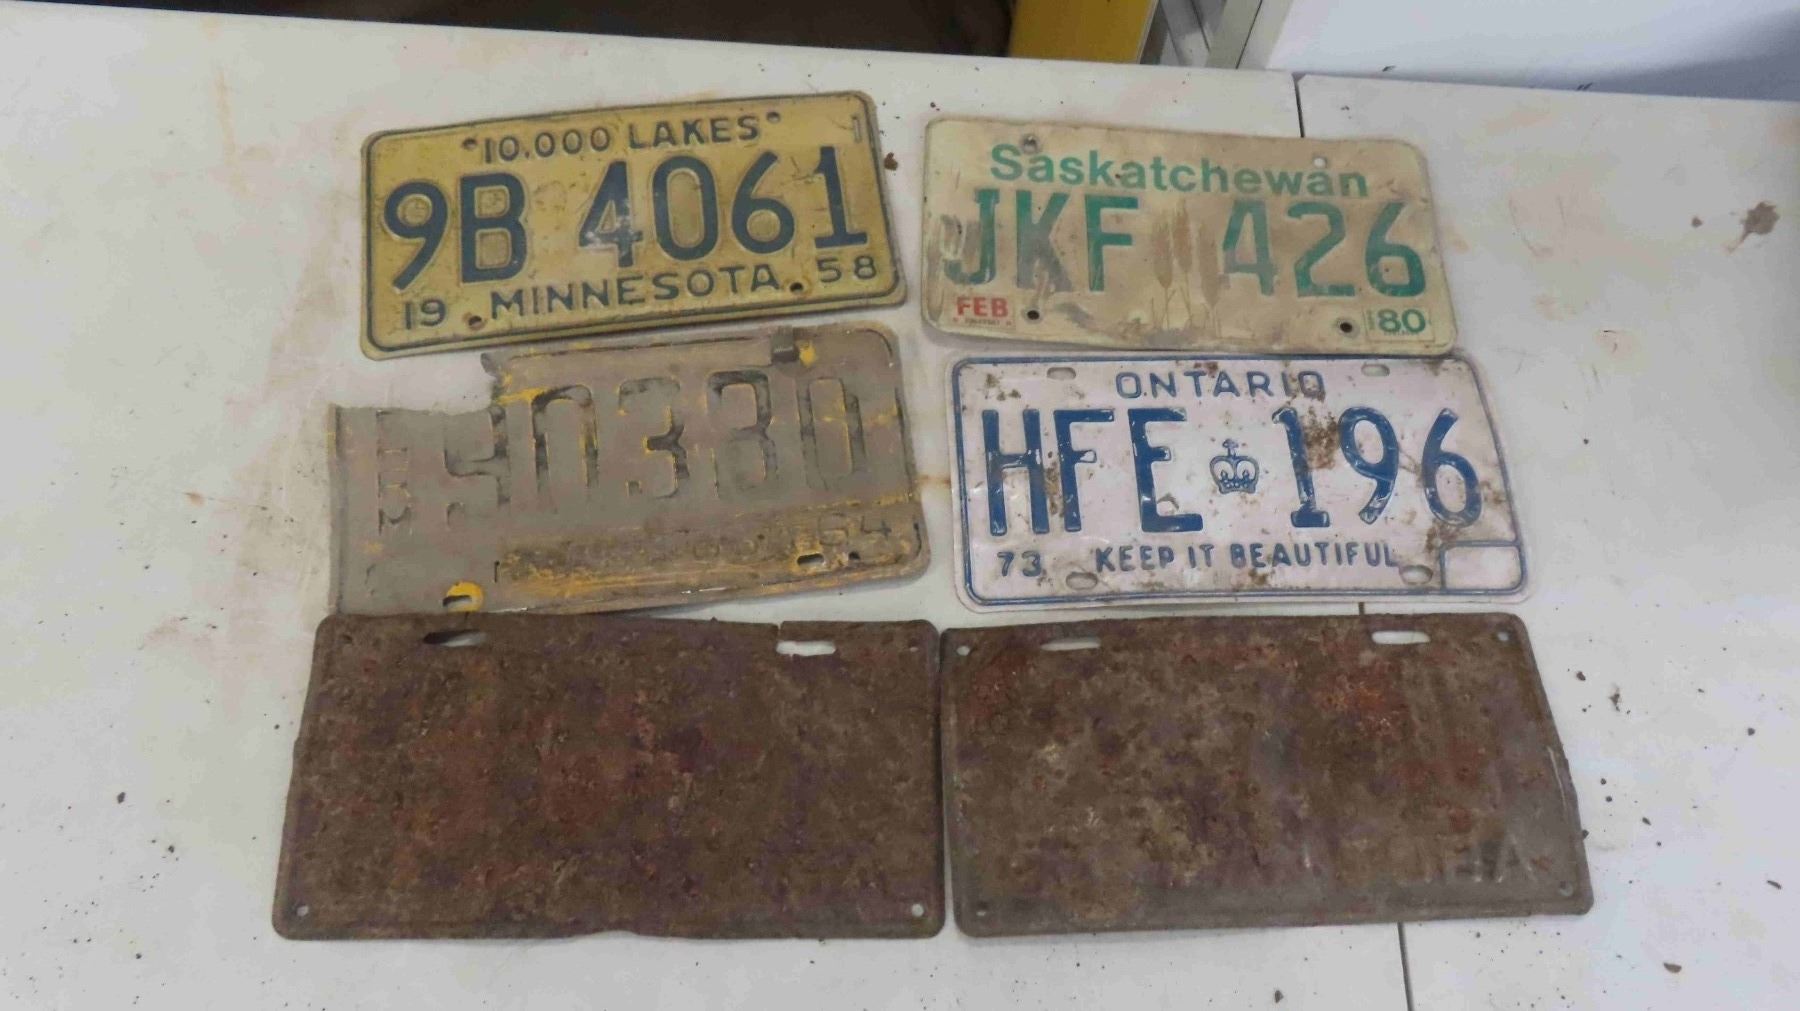 10,000 LAKES
9B 4061
19 MINNESOTA 58
Saskatchewan
JKF 426
FEB 80
90380
64
ONTARIO
HFE 196
73 KEEP IT BEAUTIFUL